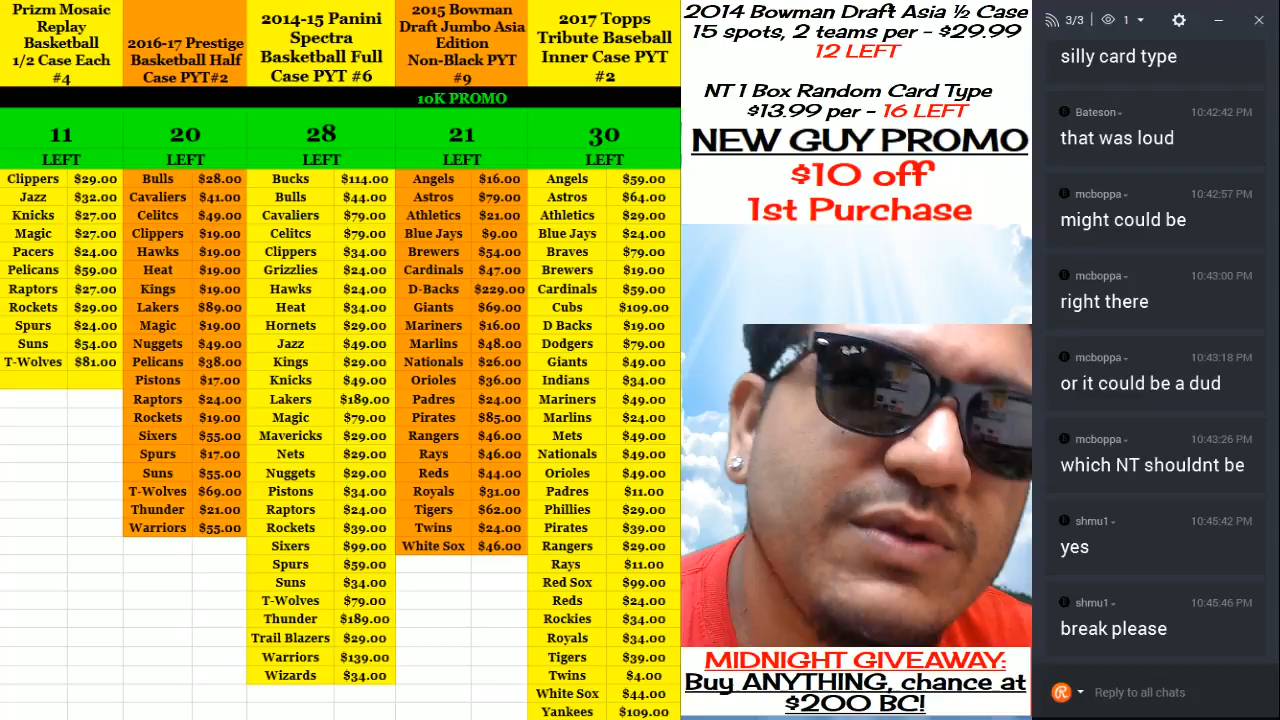 Prizm Mosaic
Replay
Basketball
1/2 Case Each
#4
2016-17 Prestige
Basketball Half
Case PYT#2
2014-15 Panini
Spectra
Basketball Full
Case PYT #6
2015 Bowman
Draft Jumbo Asia
Edition
Non-Black PYT
#9
2017 Topps
Tribute Baseball
Inner Case PYT
#2
10K PROMO
11 20 28 21 30
LEFT LEFT LEFT LEFT LEFT
Clippers $29.00 Bulls $28.00 Bucks $114.00 Angels $16.00 Angels $59.00
Jazz $32.00 Cavaliers $41.00 Bulls $44.00 Astros $79.00 Astros $64.00
Knicks $27.00 Celitcs $49.00 Cavaliers $79.00 Athletics $21.00 Athletics $29.00
Magic $27.00 Clippers $19.00 Celitcs $79.00 Blue Jays $9.00 Blue Jays $24.00
Pacers $24.00 Hawks $19.00 Clippers $34.00 Brewers $54.00 Braves $79.00
Pelicans $59.00 Heat $19.00 Grizzlies $24.00 Cardinals $47.00 Brewers $19.00
Raptors $27.00 Kings $19.00 Hawks $24.00 D-Backs $229.00 Cardinals $59.00
Rockets $29.00 Lakers $89.00 Heat $34.00 Giants $69.00 Cubs $109.00
Spurs $24.00 Magic $19.00 Hornets $29.00 Mariners $16.00 D Backs $19.00
Suns $54.00 Nuggets $49.00 Jazz $49.00 Marlins $48.00 Dodgers $79.00
T-Wolves $81.00 Pelicans $38.00 Kings $29.00 Nationals $26.00 Giants $49.00
Pistons $17.00 Knicks $49.00 Orioles $36.00 Indians $34.00
Raptors $24.00 Lakers $189.00 Padres $24.00 Mariners $49.00
Rockets $19.00 Magic $79.00 Pirates $85.00 Marlins $24.00
Sixers $55.00 Mavericks $29.00 Rangers $46.00 Mets $49.00
Spurs $17.00 Nets $29.00 Rays $46.00 Nationals $49.00
Suns $55.00 Nuggets $29.00 Reds $44.00 Orioles $49.00
T-Wolves $69.00 Pistons $34.00 Royals $31.00 Padres $11.00
Thunder $21.00 Raptors $24.00 Tigers $62.00 Phillies $29.00
Warriors $55.00 Rockets $39.00 Twins $24.00 Pirates $39.00
Sixers $99.00 White Sox $46.00 Rangers $29.00
Spurs $59.00 Rays $11.00
Suns $34.00 Red Sox $99.00
T-Wolves $79.00 Reds $24.00
Thunder $189.00 Rockies $34.00
Trail Blazers $29.00 Royals $34.00
Warriors $139.00 Tigers $39.00
Wizards $34.00 Twins $4.00
White Sox $44.00
Yankees $109.00
2014 Bowman Draft Asia ½ Case
15 spots, 2 teams per - $29.99
12 LEFT
NT 1 Box Random Card Type
$13.99 per - 16 LEFT
NEW GUY PROMO
$10 off
1st Purchase
Ray-Ban
MIDNIGHT GIVEAWAY:
Buy ANYTHING, chance at
$200 BC!
3/3 1
silly card type
Bateson 10:42:42 PM
that was loud
mcboppa 10:42:57 PM
might could be
mcboppa 10:43:00 PM
right there
mcboppa 10:43:18 PM
or it could be a dud
mcboppa 10:43:26 PM
which NT shouldnt be
shmu1 10:45:42 PM
yes
shmu1 10:45:46 PM
break please
Reply to all chats